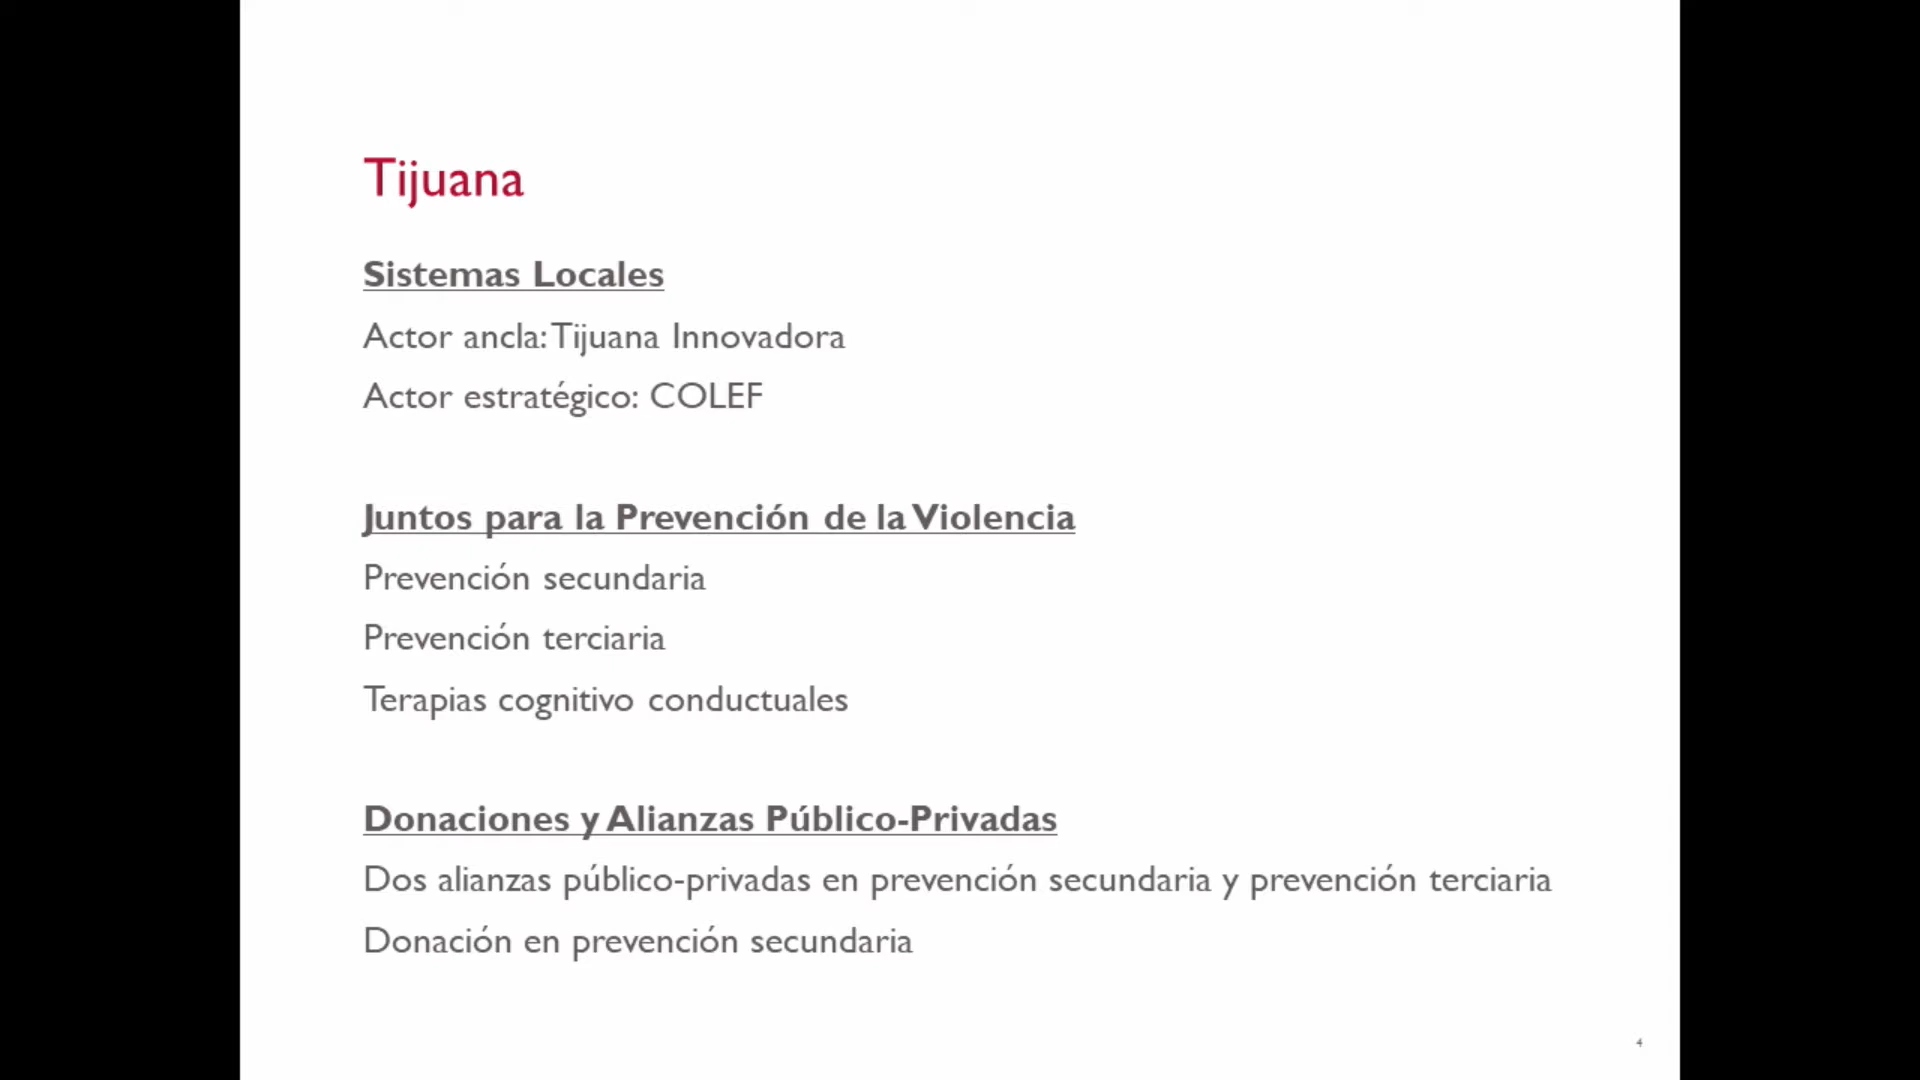 Tijuana
Sistemas Locales
Actor ancla: Tijuana Innovadora
Actor estratégico: COLEF
Juntos para la Prevención de la Violencia
Prevención secundaria
Prevención terciaria
Terapias cognitivo conductuales
Donaciones y Alianzas Público-Privadas
Dos alianzas público-privadas en prevención secundaria y prevención terciaria
Donación en prevención secundaria
4